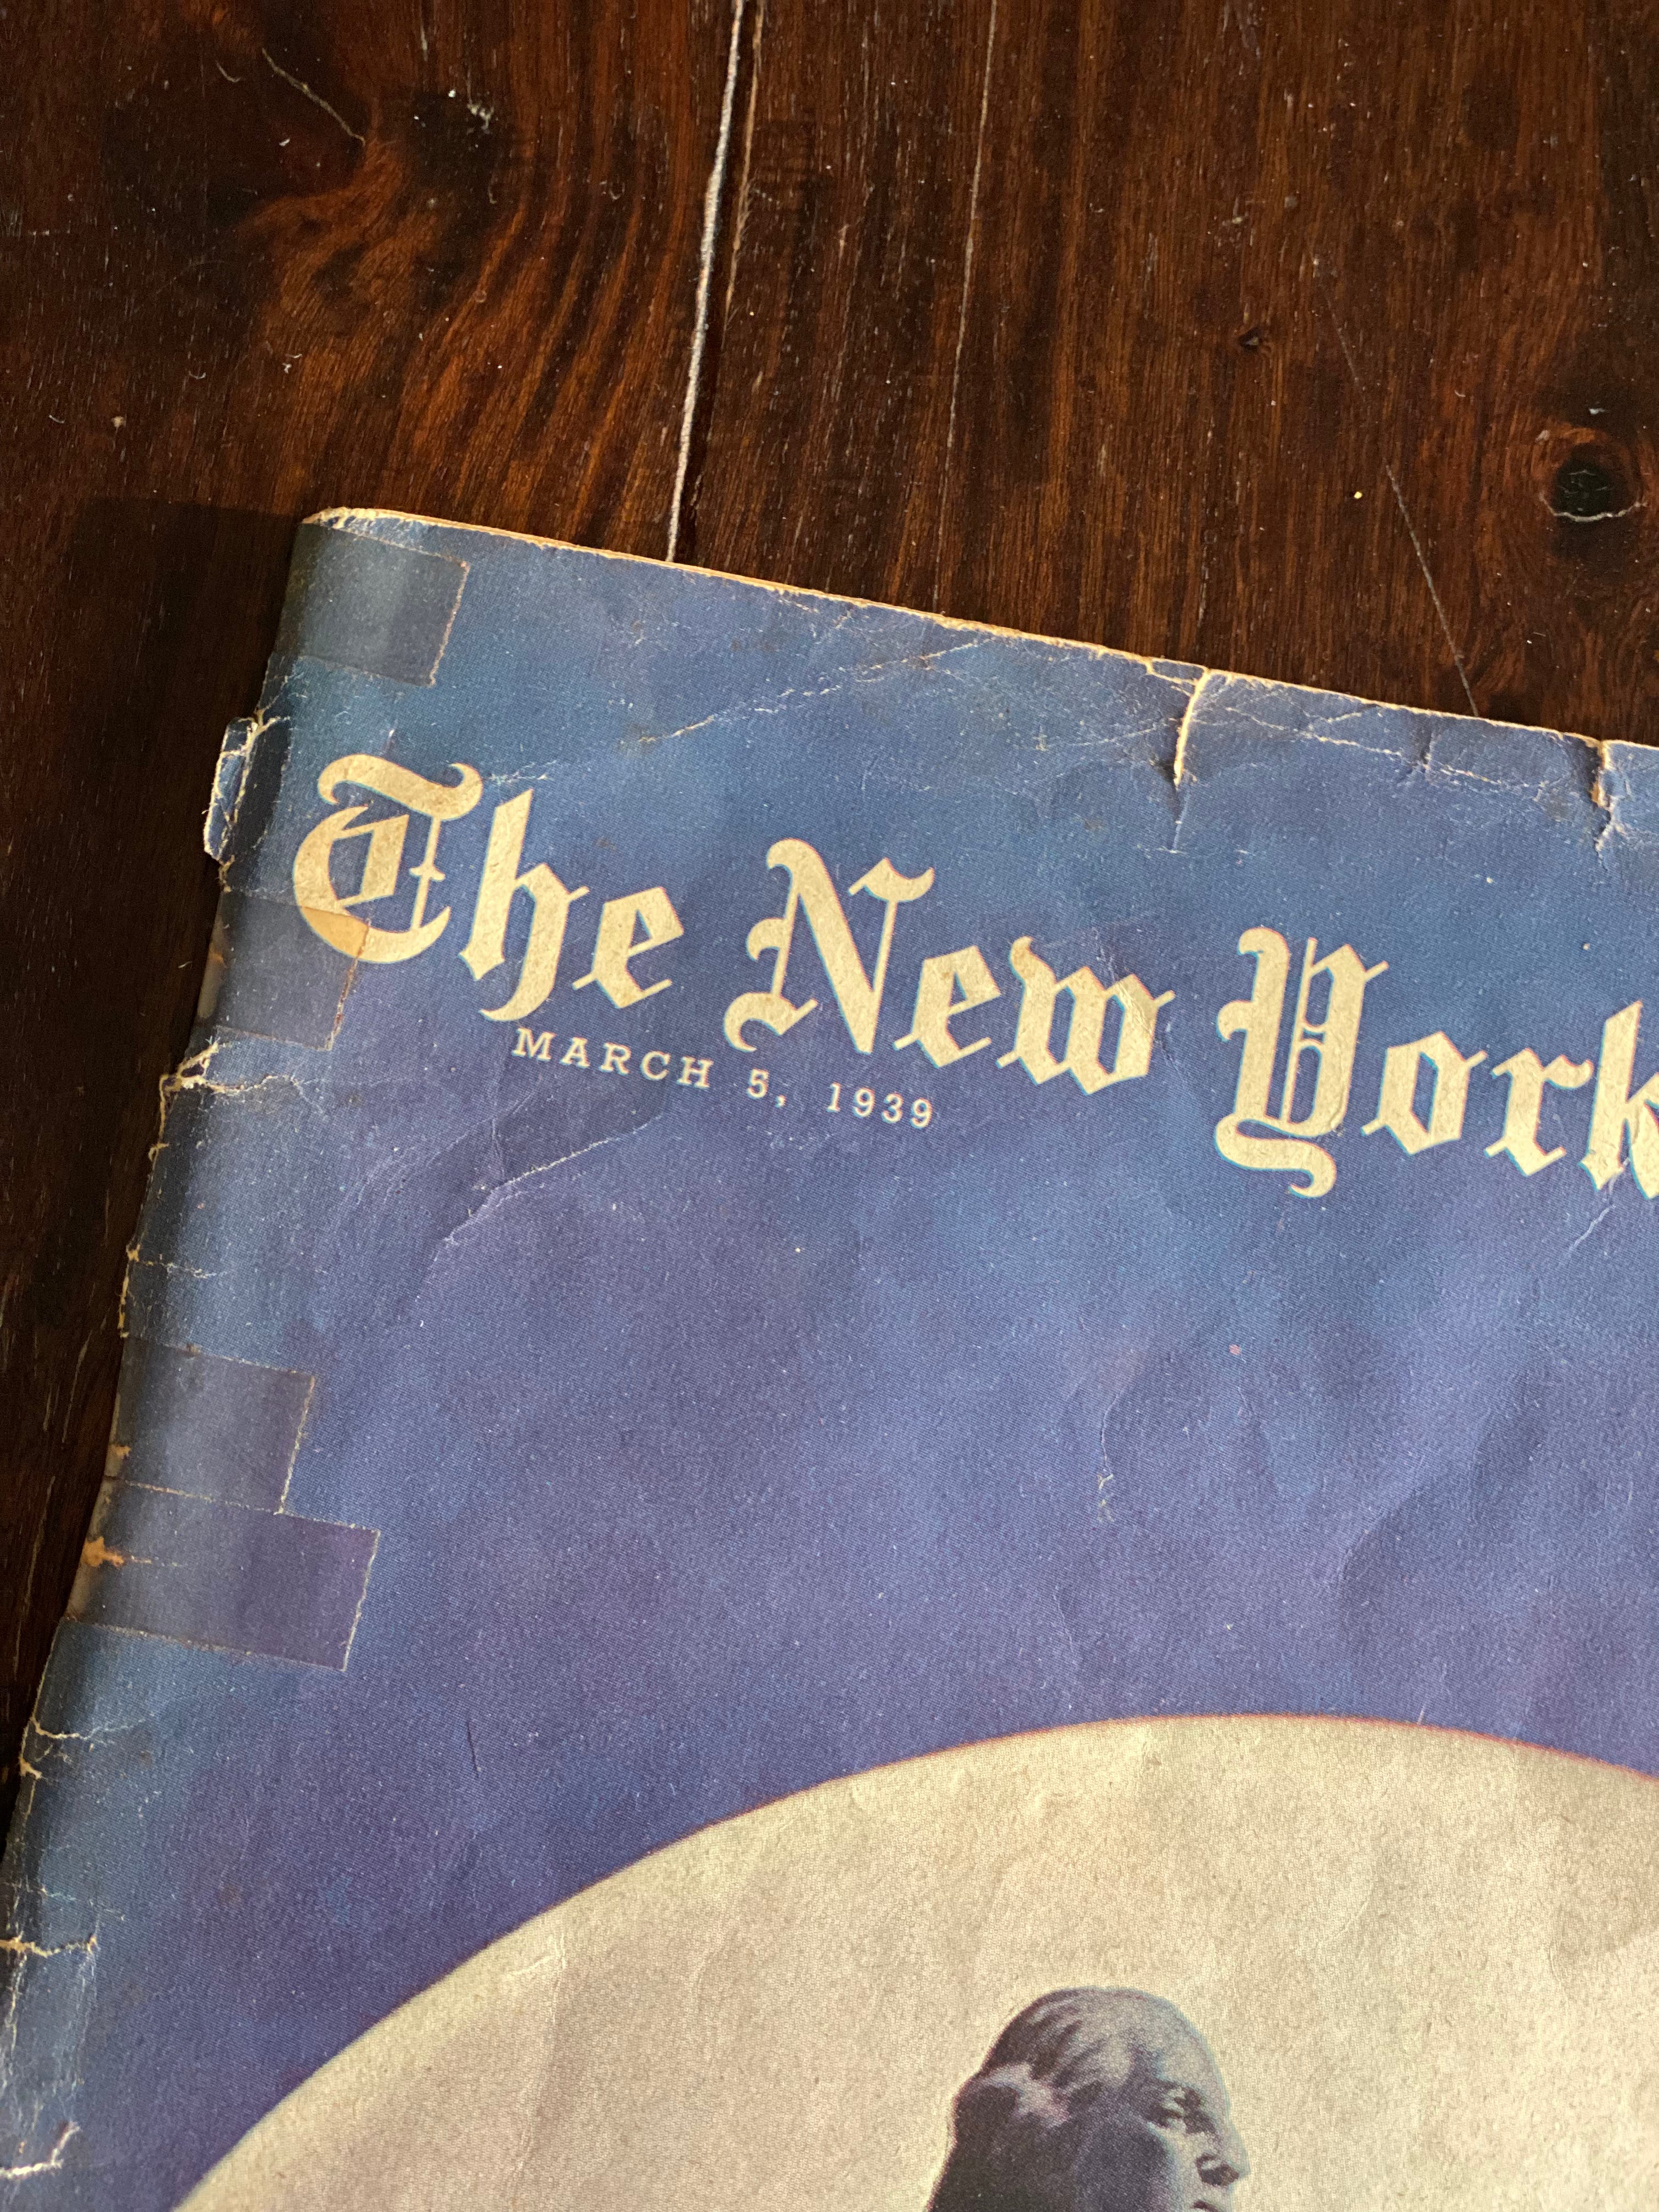 The New York
MARCH 5, 1939